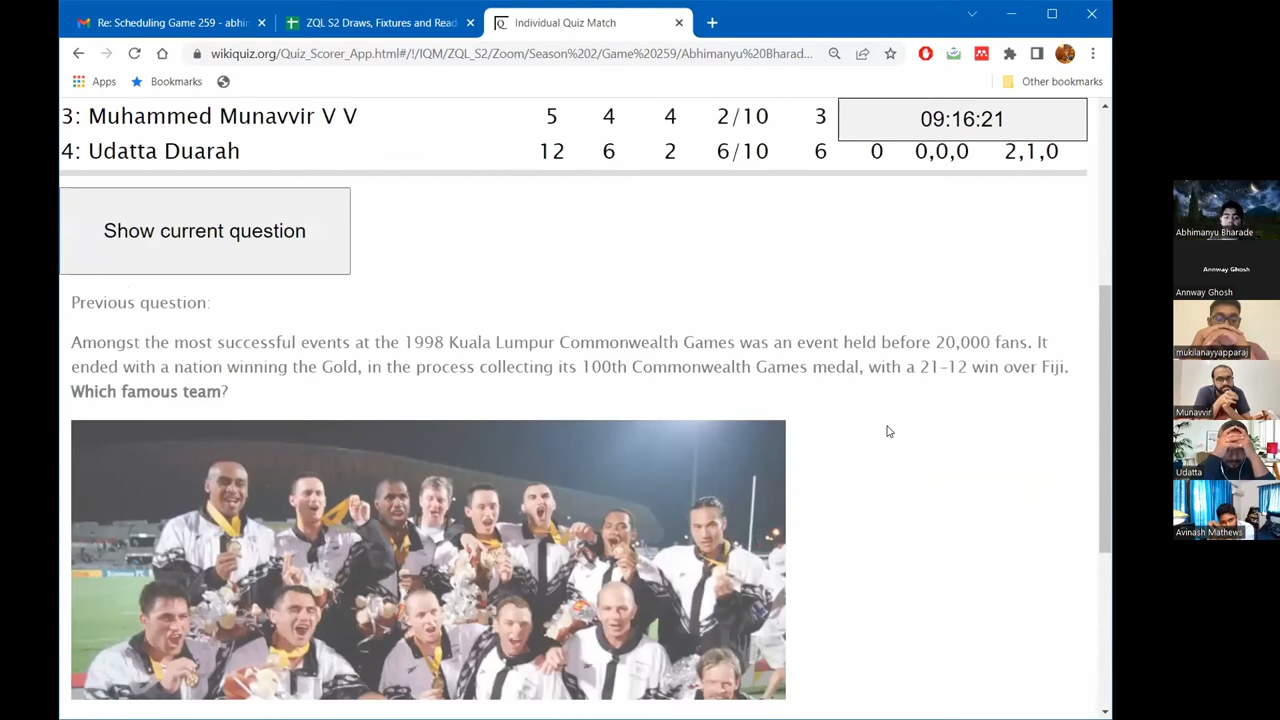 Re: Scheduling Game 259 - abhin
ZQL S2 Draws, Fixtures and Read
Individual Quiz Match
wikiquiz.org/Quiz_Scorer_App.html#/!/IQM/ZQL_S2/Zoom/Season%202/Game%20259/Abhimanyu%20Bharad...
Apps
Bookmarks
Other bookmarks
3: Muhammed Munavvir V V 5 4 4 2/10 3
09:16:21
4: Udatta Duarah 12 6 2 6/10 6 0 0,0,0 2,1,0
Show current question
Previous question:
Amongst the most successful events at the 1998 Kuala Lumpur Commonwealth Games was an event held before 20,000 fans. It
ended with a nation winning the Gold, in the process collecting its 100th Commonwealth Games medal, with a 21-12 win over Fiji.
Which famous team?
Abhimanyu Bharade
Annway Ghosh
Annway Ghosh
mukilanayyapparaj
Munavvir
Udatta
Avinash Mathews